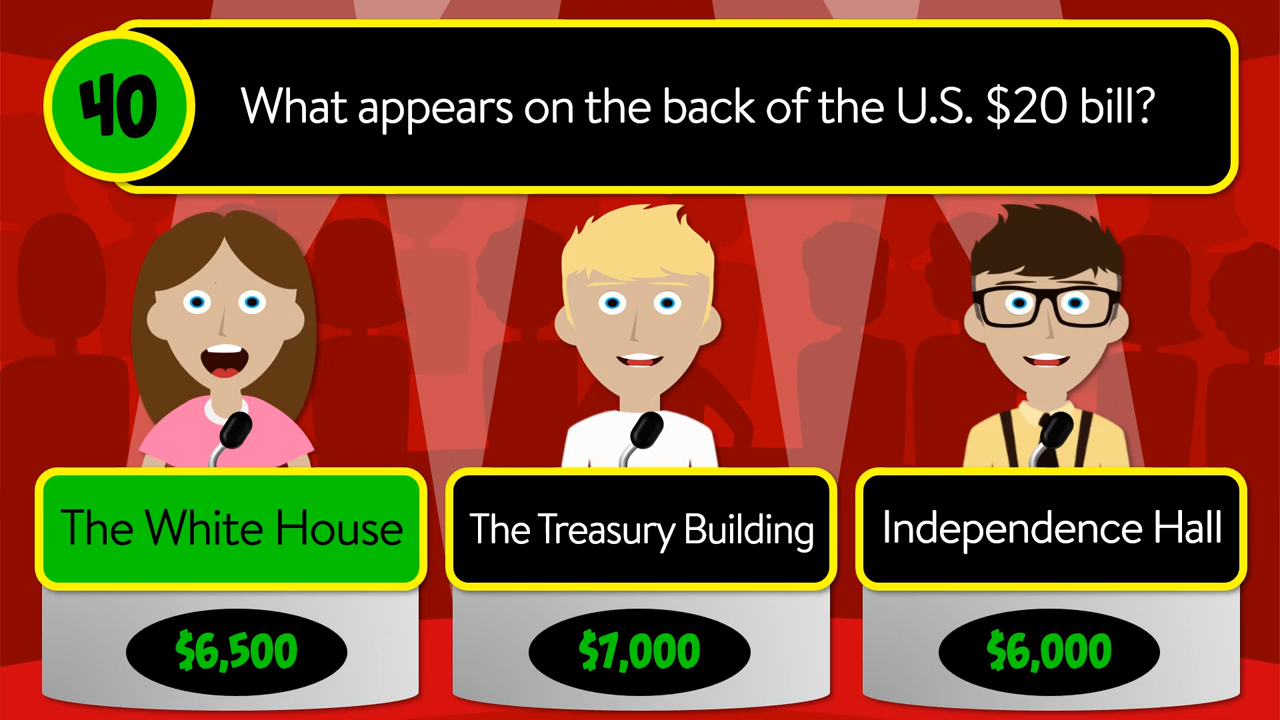 40
What appears on the back of the U.S. $20 bill?
The White House
The Treasury Building
Independence Hall
$6,500
$7,000
$6,000